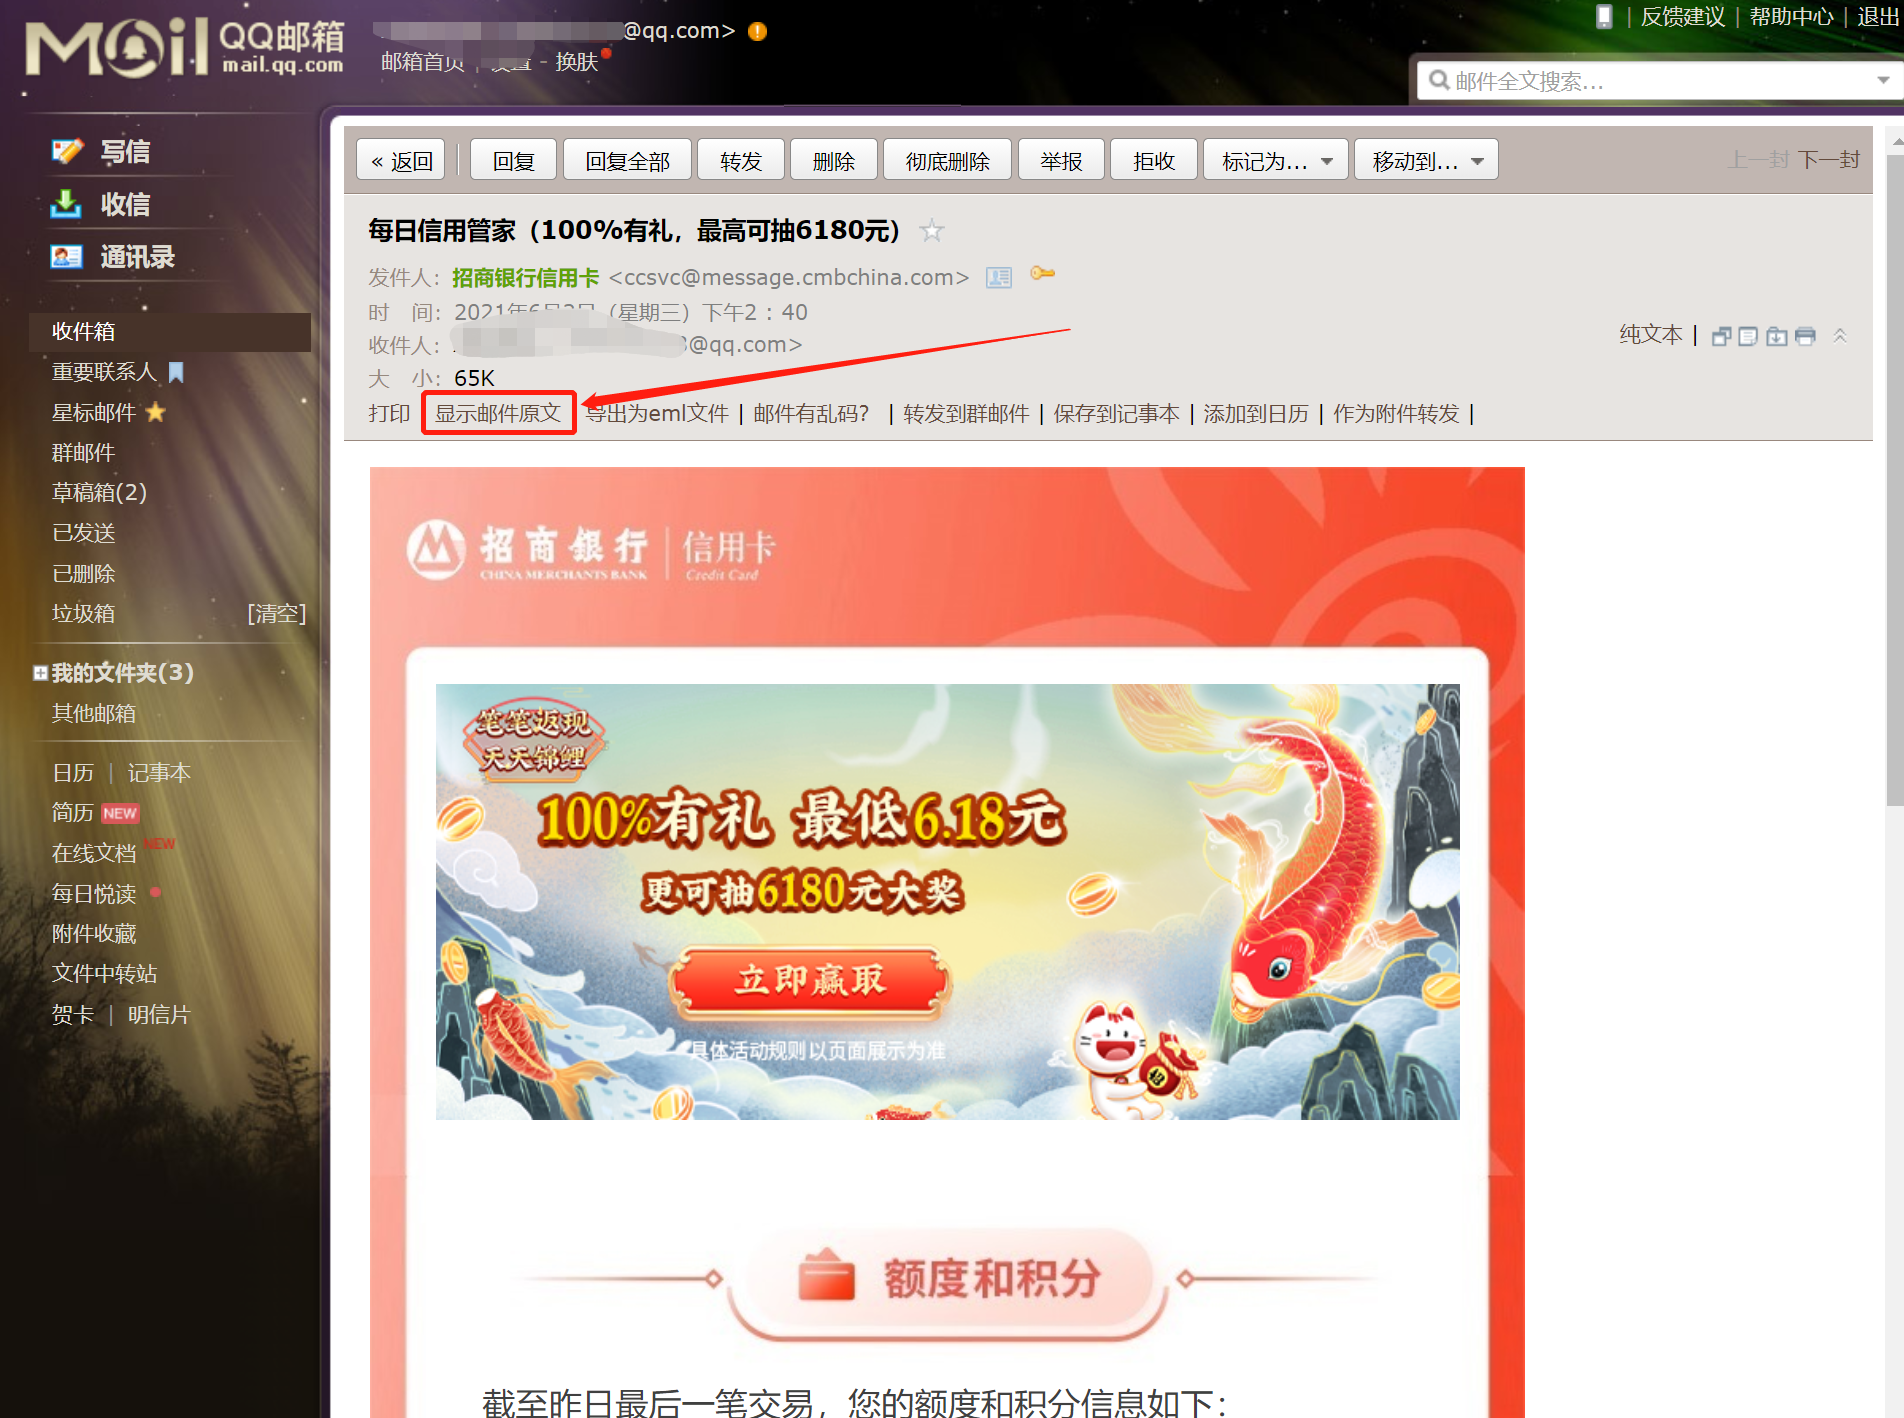 Mail QQ邮箱
mail.qq.com
@qq.com>
邮箱首页 | 设置 - 换肤
| 反馈建议 | 帮助中心 | 退出
邮件全文搜索...
写信
收信
通讯录
收件箱
重要联系人
星标邮件
群邮件
草稿箱(2)
已发送
已删除
垃圾箱 [清空]
我的文件夹(3)
其他邮箱
日历 | 记事本
简历 NEW
在线文档 NEW
每日悦读
附件收藏
文件中转站
贺卡 | 明信片
« 返回 回复 回复全部 转发 删除 彻底删除 举报 拒收 标记为... 移动到... 上一封 下一封
每日信用管家（100%有礼，最高可抽6180元）
发件人：招商银行信用卡 <ccsvc@message.cmbchina.com>
时 间：2021年6月2日（星期三）下午2：40
收件人： @qq.com>
纯文本 |
大 小：65K
打印 显示邮件原文 导出为eml文件 | 邮件有乱码？ | 转发到群邮件 | 保存到记事本 | 添加到日历 | 作为附件转发 |
招商银行 | 信用卡
CHINA MERCHANTS BANK Credit Card
笔笔返现
天天锦鲤
100%有礼 最低6.18元
更可抽6180元大奖
立即赢取
具体活动规则以页面展示为准
招
额度和积分
截至昨日最后一笔交易，您的额度和积分信息如下：